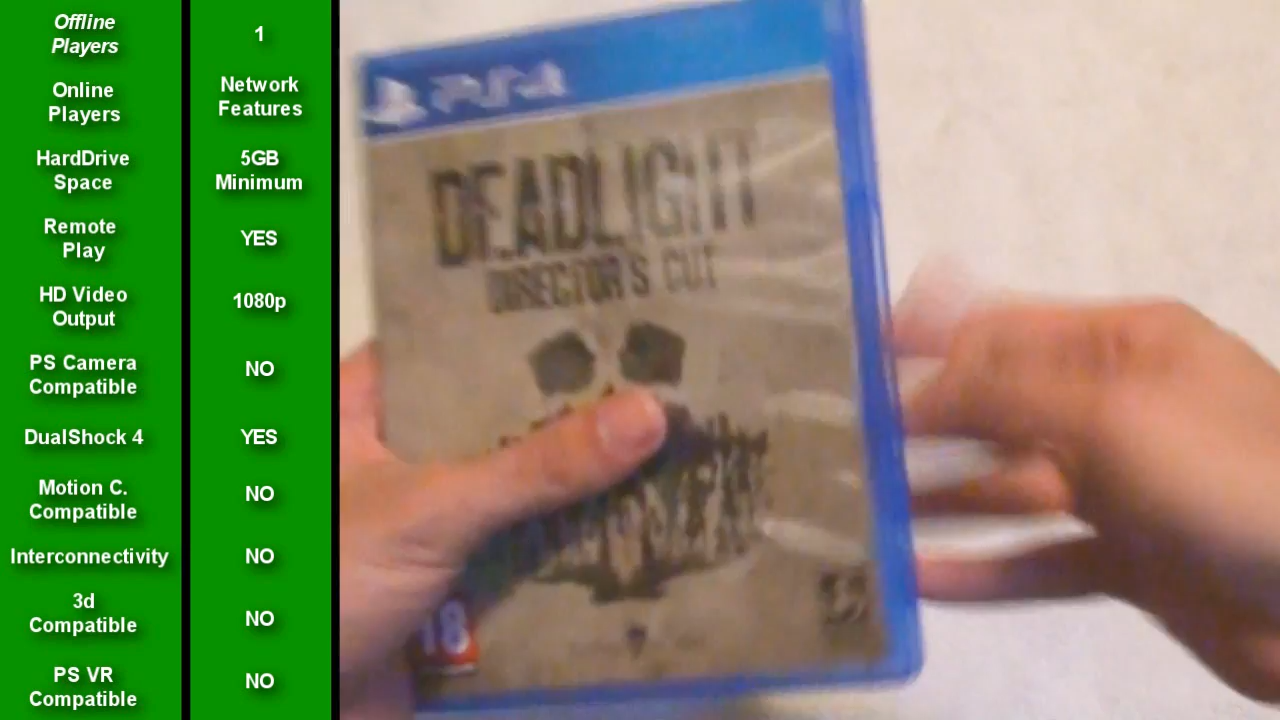 Offline
Players
1
Online
Players
Network
Features
HardDrive
Space
5GB
Minimum
Remote
Play
YES
HD Video
Output
1080p
PS Camera
Compatible
NO
DualShock 4
YES
Motion C.
Compatible
NO
Interconnectivity
NO
3d
Compatible
NO
PS VR
Compatible
NO
PS4
DEADLIGHT
DIRECTOR'S CUT
18